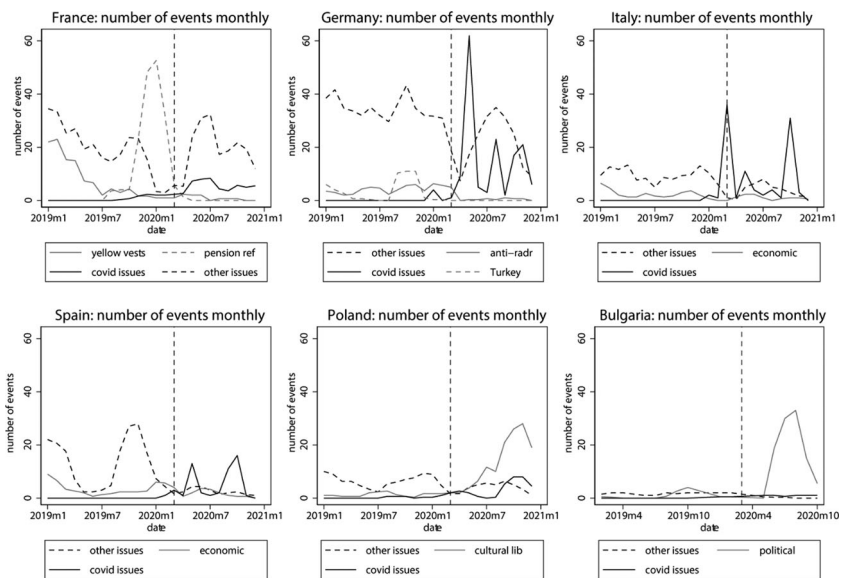 France: number of events monthly
number of events
60
40
20
0
2019m1 2019m7 2020m1 2020m7 2021m1
date
yellow vests pension ref
covid issues other issues
Germany: number of events monthly
number of events
60
40
20
0
2019m1 2019m7 2020m1 2020m7 2021m1
date
other issues anti-radr
covid issues Turkey
Italy: number of events monthly
number of events
60
40
20
0
2019m1 2019m7 2020m1 2020m7 2021m1
date
other issues economic
covid issues
Spain: number of events monthly
number of events
60
40
20
0
2019m1 2019m7 2020m1 2020m7 2021m1
date
other issues economic
covid issues
Poland: number of events monthly
number of events
60
40
20
0
2019m1 2019m7 2020m1 2020m7 2021m1
date
other issues cultural lib
covid issues
Bulgaria: number of events monthly
number of events
60
40
20
0
2019m4 2019m10 2020m4 2020m10
date
other issues political
covid issues